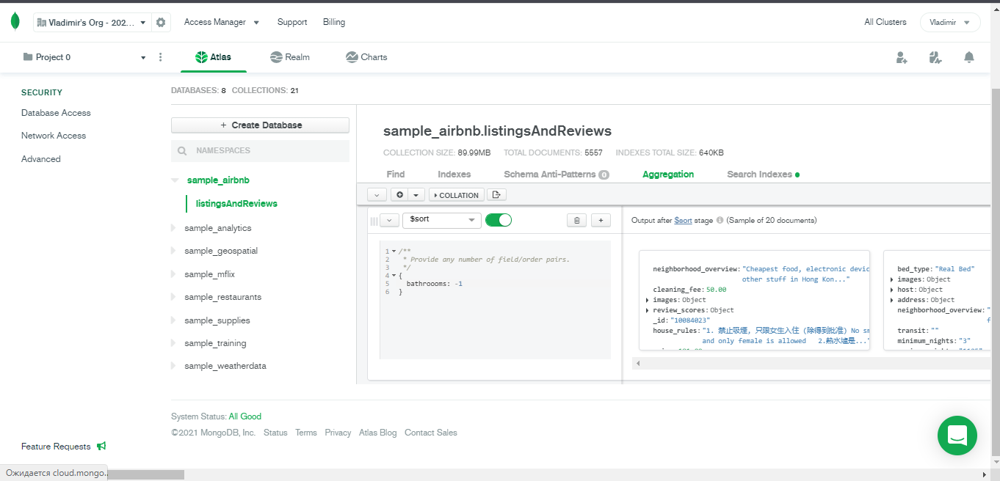 Vladimir's Org - 202... Access Manager Support Billing All Clusters Vladimir
Project 0 Atlas Realm Charts
SECURITY
Database Access
Network Access
Advanced
Feature Requests
DATABASES: 8 COLLECTIONS: 21
+ Create Database
NAMESPACES
sample_airbnb
listingsAndReviews
sample_analytics
sample_geospatial
sample_mflix
sample_restaurants
sample_supplies
sample_training
sample_weatherdata
sample_airbnb.listingsAndReviews
COLLECTION SIZE: 89.99MB TOTAL DOCUMENTS: 5557 INDEXES TOTAL SIZE: 640KB
Find Indexes Schema Anti-Patterns 0 Aggregation Search Indexes
COLLATION
$sort
1 /**
2 * Provide any number of field/order pairs.
3 */
4 {
5 bathroooms: -1
6 }
Output after $sort stage (Sample of 20 documents)
neighborhood_overview: "Cheapest food, electronic devic
other stuff in Hong Kon..."
cleaning_fee: 50.00
images: Object
review_scores: Object
_id: "10084023"
house_rules: "1. 禁止吸煙, 只限女生入住 (除得到批准) No sm
and only female is allowed 2.熱水爐是..."
bed_type: "Real Bed"
images: Object
host: Object
address: Object
neighborhood_overview: "
f
transit: ""
minimum_nights: "3"
System Status: All Good
©2021 MongoDB, Inc. Status Terms Privacy Atlas Blog Contact Sales
Ожидается cloud.mongo..